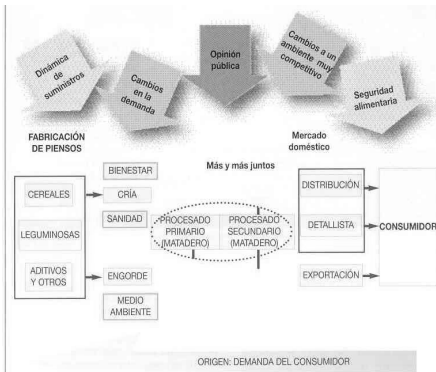 Dinámica
de
suministros
Cambios
en la
demanda
Opinión
pública
Cambios a un
ambiente muy
competitivo
Seguridad
alimentaria
FABRICACIÓN
DE PIENSOS
Mercado
doméstico
BIENESTAR
Más y más juntos
CEREALES
CRÍA
DISTRIBUCIÓN
SANIDAD
LEGUMINOSAS
PROCESADO
PRIMARIO
(MATADERO)
PROCESADO
SECUNDARIO
(MATADERO)
DETALLISTA
CONSUMIDOR
ADITIVOS
Y OTROS
ENGORDE
EXPORTACIÓN
MEDIO
AMBIENTE
ORIGEN: DEMANDA DEL CONSUMIDOR